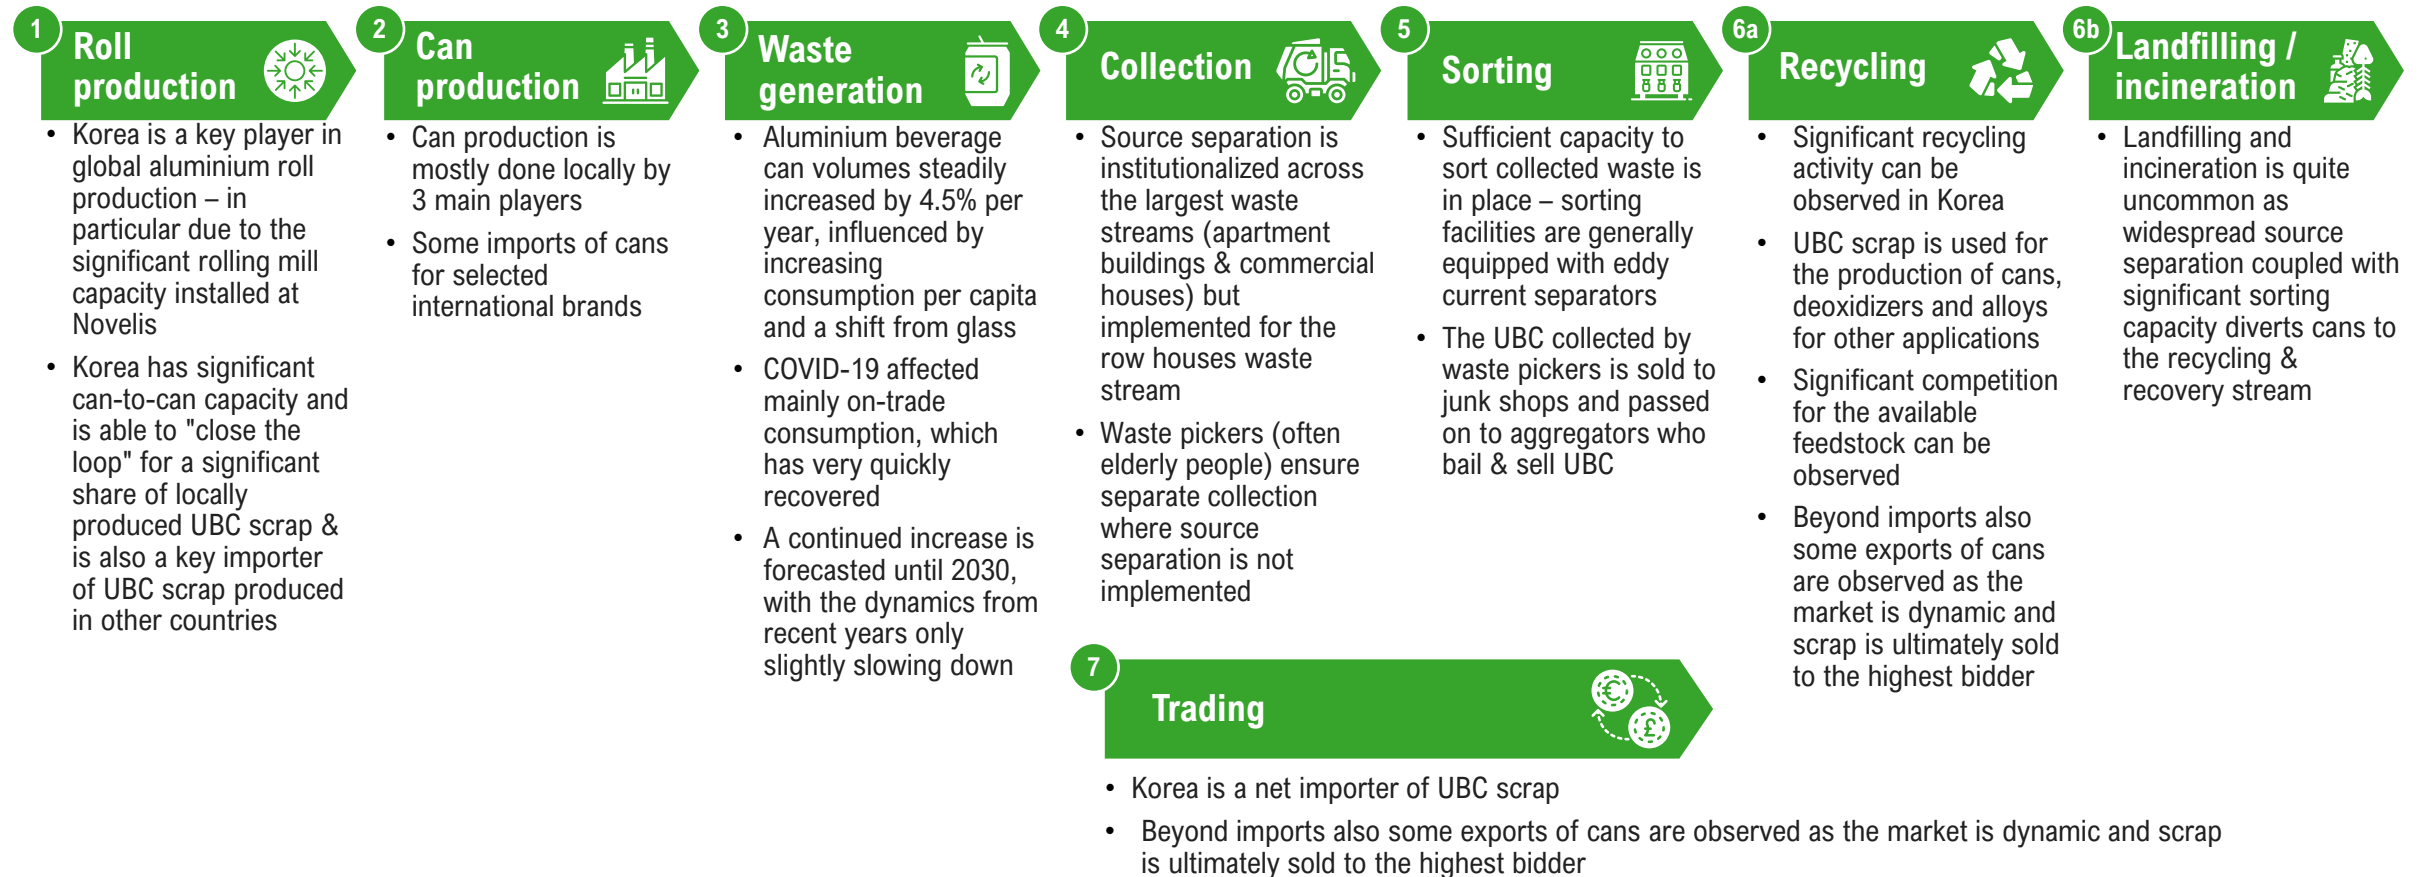 1
Roll
production
• Korea is a key player in
global aluminium roll
production – in
particular due to the
significant rolling mill
capacity installed at
Novelis
• Korea has significant
can-to-can capacity and
is able to "close the
loop" for a significant
share of locally
produced UBC scrap &
is also a key importer
of UBC scrap produced
in other countries
2
Can
production
• Can production is
mostly done locally by
3 main players
• Some imports of cans
for selected
international brands
3
Waste
generation
• Aluminium beverage
can volumes steadily
increased by 4.5% per
year, influenced by
increasing
consumption per capita
and a shift from glass
• COVID-19 affected
mainly on-trade
consumption, which
has very quickly
recovered
• A continued increase is
forecasted until 2030,
with the dynamics from
recent years only
slightly slowing down
4
Collection
• Source separation is
institutionalized across
the largest waste
streams (apartment
buildings & commercial
houses) but
implemented for the
row houses waste
stream
• Waste pickers (often
elderly people) ensure
separate collection
where source
separation is not
implemented
5
Sorting
• Sufficient capacity to
sort collected waste is
in place – sorting
facilities are generally
equipped with eddy
current separators
• The UBC collected by
waste pickers is sold to
junk shops and passed
on to aggregators who
bail & sell UBC
6a
Recycling
• Significant recycling
activity can be
observed in Korea
• UBC scrap is used for
the production of cans,
deoxidizers and alloys
for other applications
• Significant competition
for the available
feedstock can be
observed
• Beyond imports also
some exports of cans
are observed as the
market is dynamic and
scrap is ultimately sold
to the highest bidder
6b
Landfilling /
incineration
• Landfilling and
incineration is quite
uncommon as
widespread source
separation coupled with
significant sorting
capacity diverts cans to
the recycling &
recovery stream
7
Trading
€
£
• Korea is a net importer of UBC scrap
• Beyond imports also some exports of cans are observed as the market is dynamic and scrap
is ultimately sold to the highest bidder